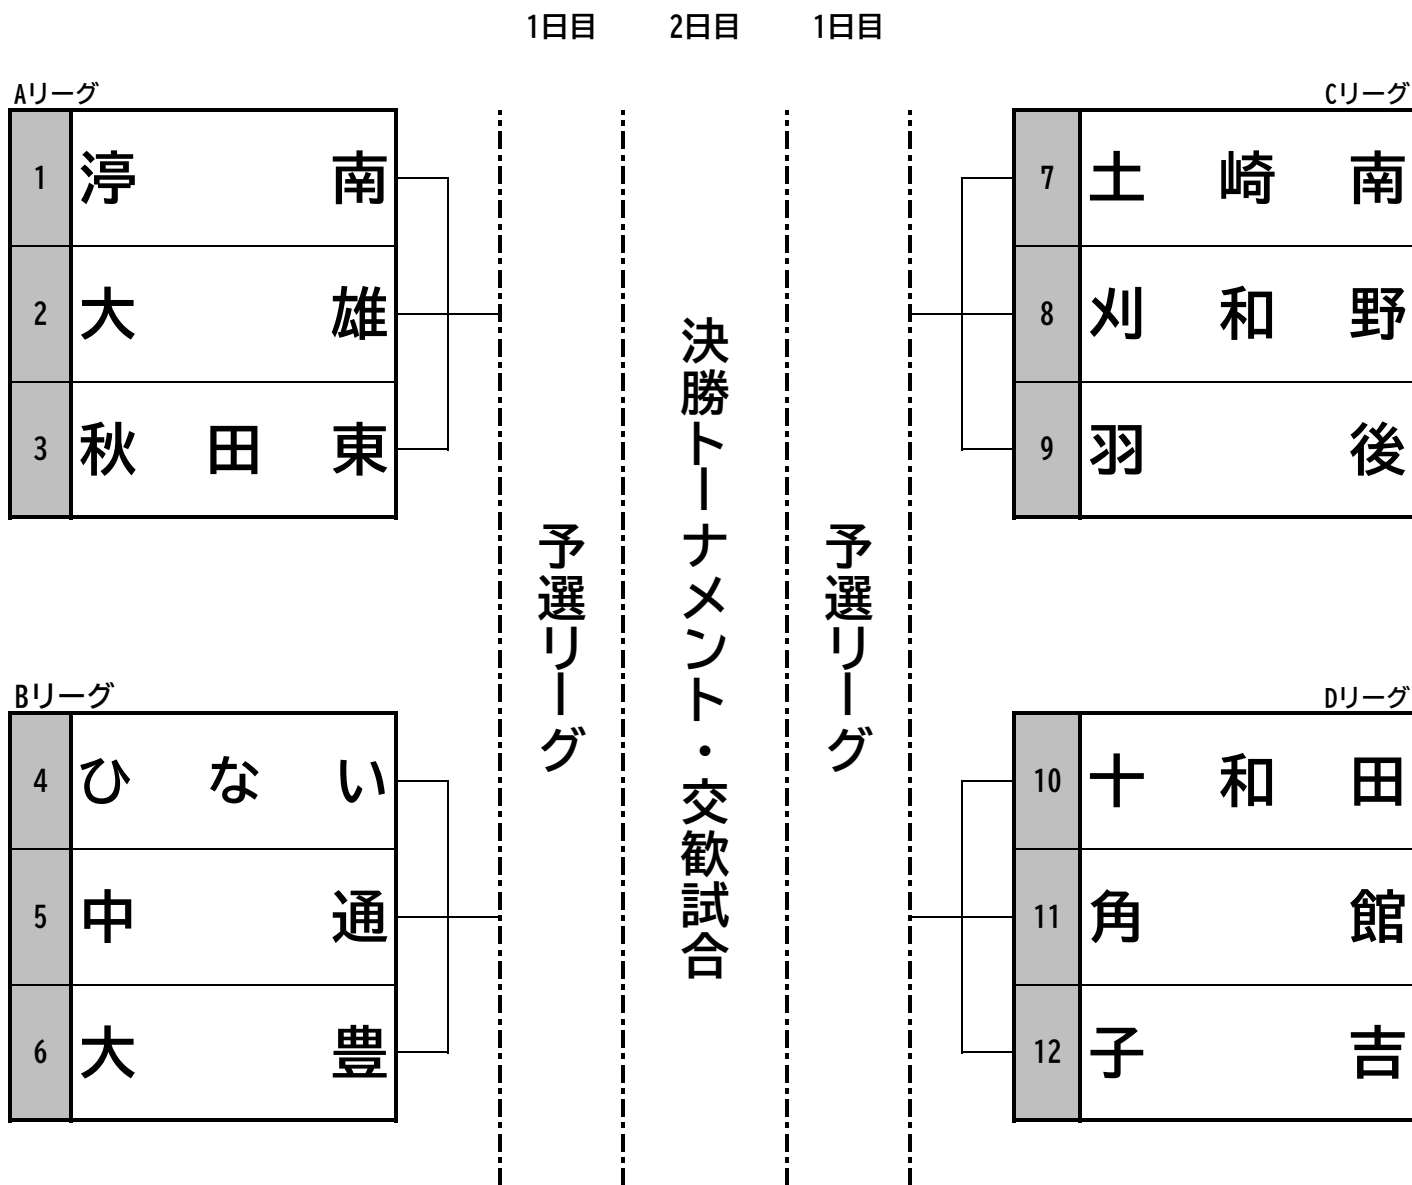 1日目 2日目 1日目
Aリーグ
1 渟南
2 大雄
3 秋田東
Bリーグ
4 ひない
5 中通
6 大豊
予選リーグ
決勝トーナメント・交歓試合
予選リーグ
Cリーグ
7 土崎南
8 刈和野
9 羽後
Dリーグ
10 十和田
11 角館
12 子吉